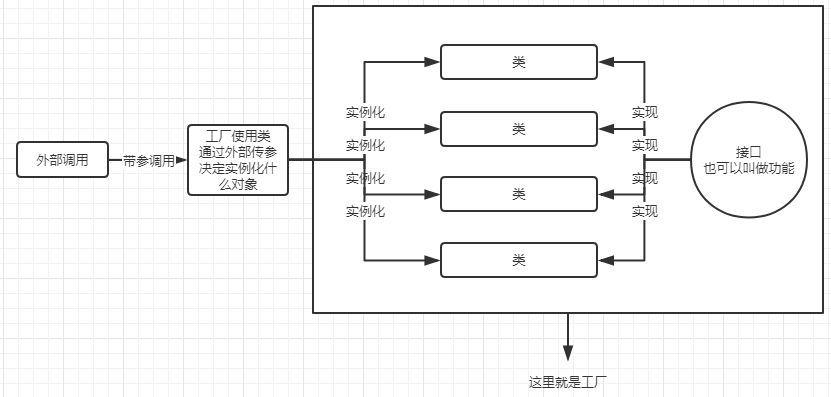 外部调用
带参调用
工厂使用类
通过外部传参
决定实例化什
么对象
实例化
实例化
实例化
实例化
类
类
类
类
实现
实现
实现
实现
接口
也可以叫做功能
这里就是工厂